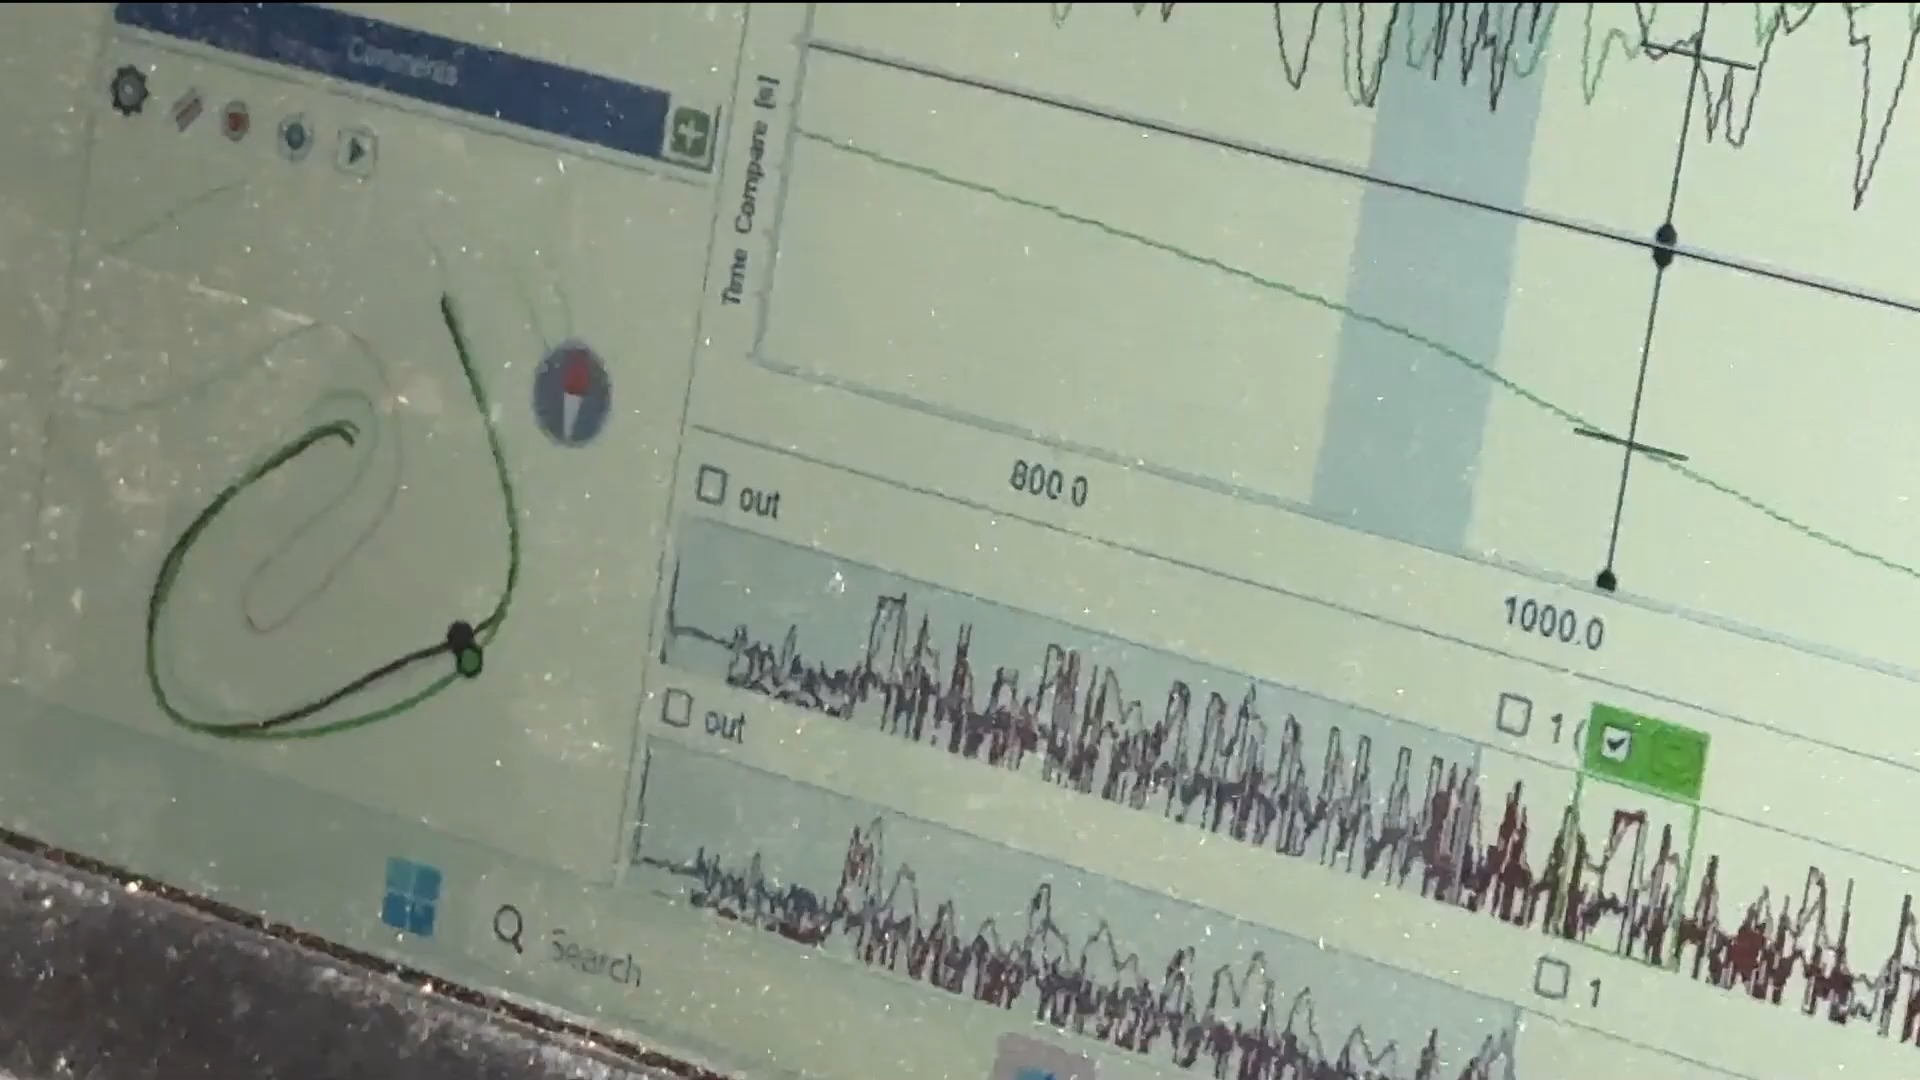 Comments
Time Compare [s]
800.0
1000.0
out
1 (
out
1
Search